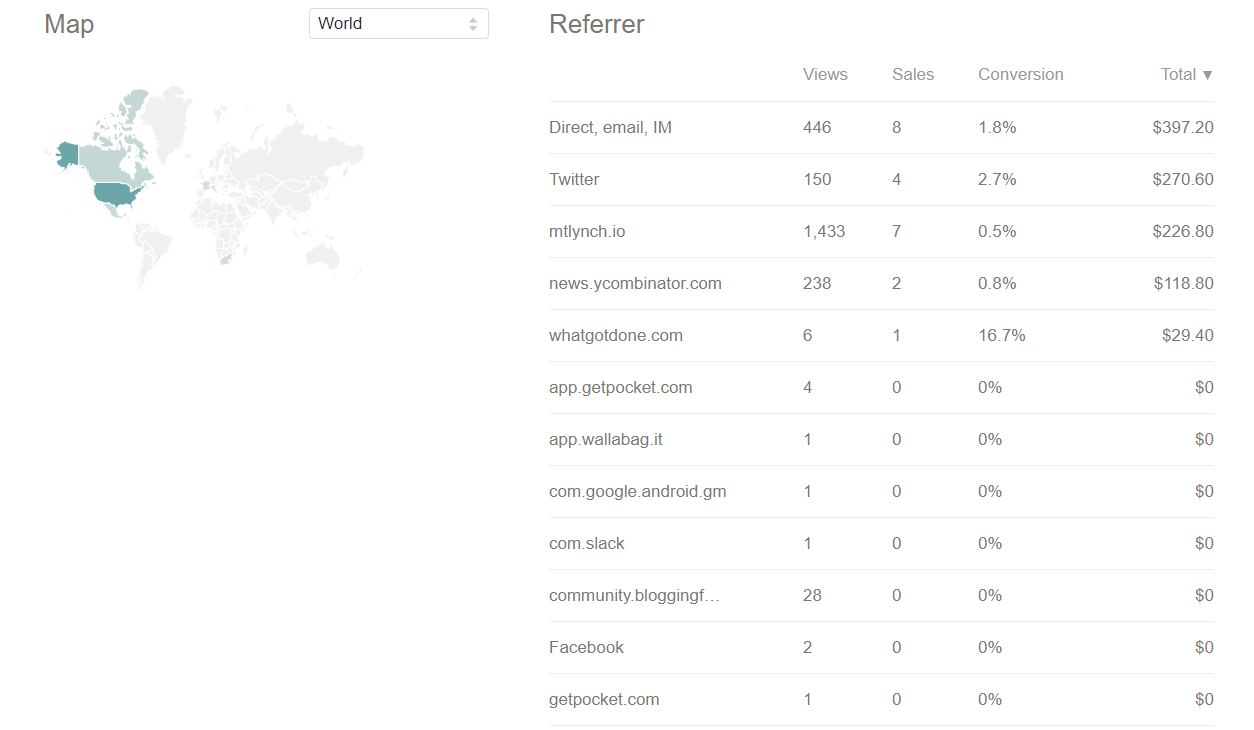 Map
World
Referrer
Views Sales Conversion Total ▼
Direct, email, IM 446 8 1.8% $397.20
Twitter 150 4 2.7% $270.60
mtlynch.io 1,433 7 0.5% $226.80
news.ycombinator.com 238 2 0.8% $118.80
whatgotdone.com 6 1 16.7% $29.40
app.getpocket.com 4 0 0% $0
app.wallabag.it 1 0 0% $0
com.google.android.gm 1 0 0% $0
com.slack 1 0 0% $0
community.bloggingf… 28 0 0% $0
Facebook 2 0 0% $0
getpocket.com 1 0 0% $0